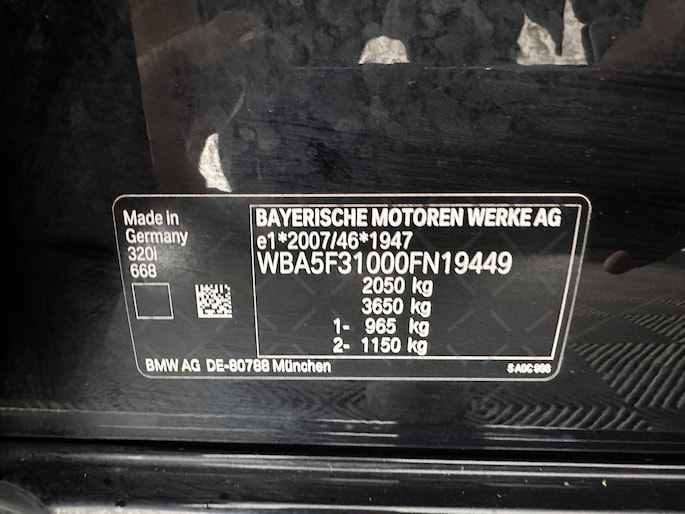 Made in
Germany
320i
668
BAYERISCHE MOTOREN WERKE AG
e1*2007/46*1947
WBA5F31000FN19449
2050 kg
3650 kg
1- 965 kg
2- 1150 kg
BMW AG DE-80788 München